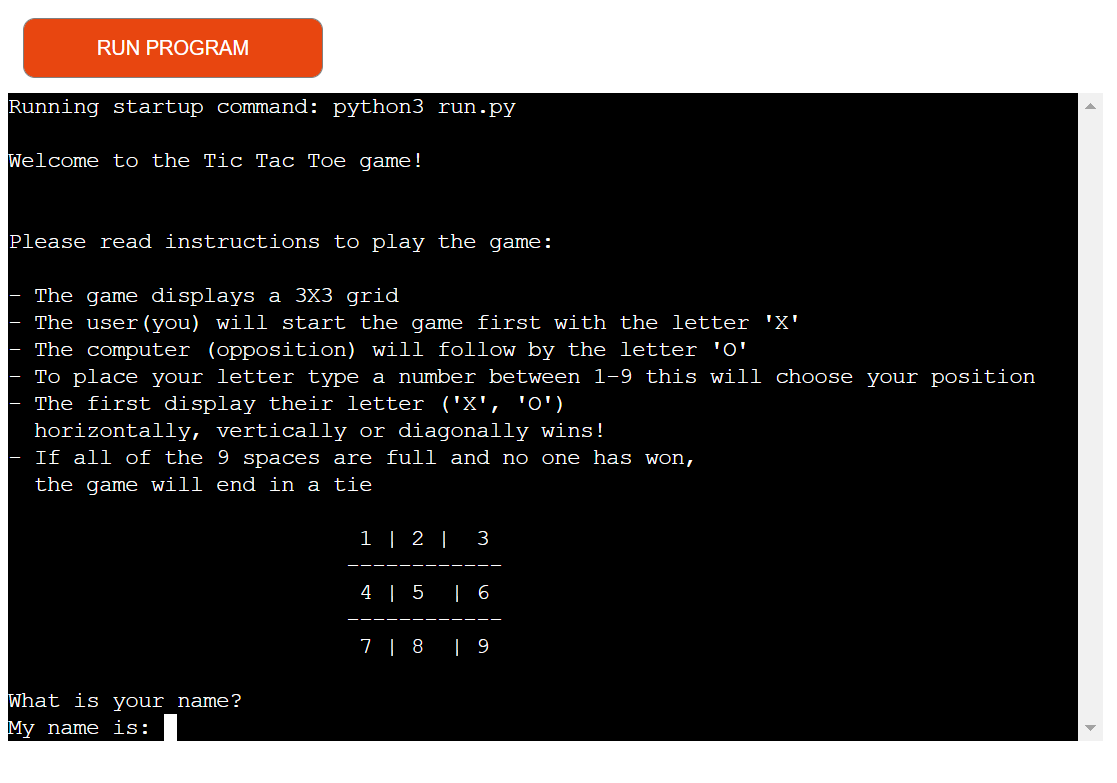 RUN PROGRAM
Running startup command: python3 run.py
Welcome to the Tic Tac Toe game!
Please read instructions to play the game:
- The game displays a 3X3 grid
- The user(you) will start the game first with the letter 'X'
- The computer (opposition) will follow by the letter 'O'
- To place your letter type a number between 1-9 this will choose your position
- The first display their letter ('X', 'O')
  horizontally, vertically or diagonally wins!
- If all of the 9 spaces are full and no one has won,
  the game will end in a tie
1 | 2 |  3
------------
4 | 5  | 6
------------
7 | 8  | 9
What is your name?
My name is: